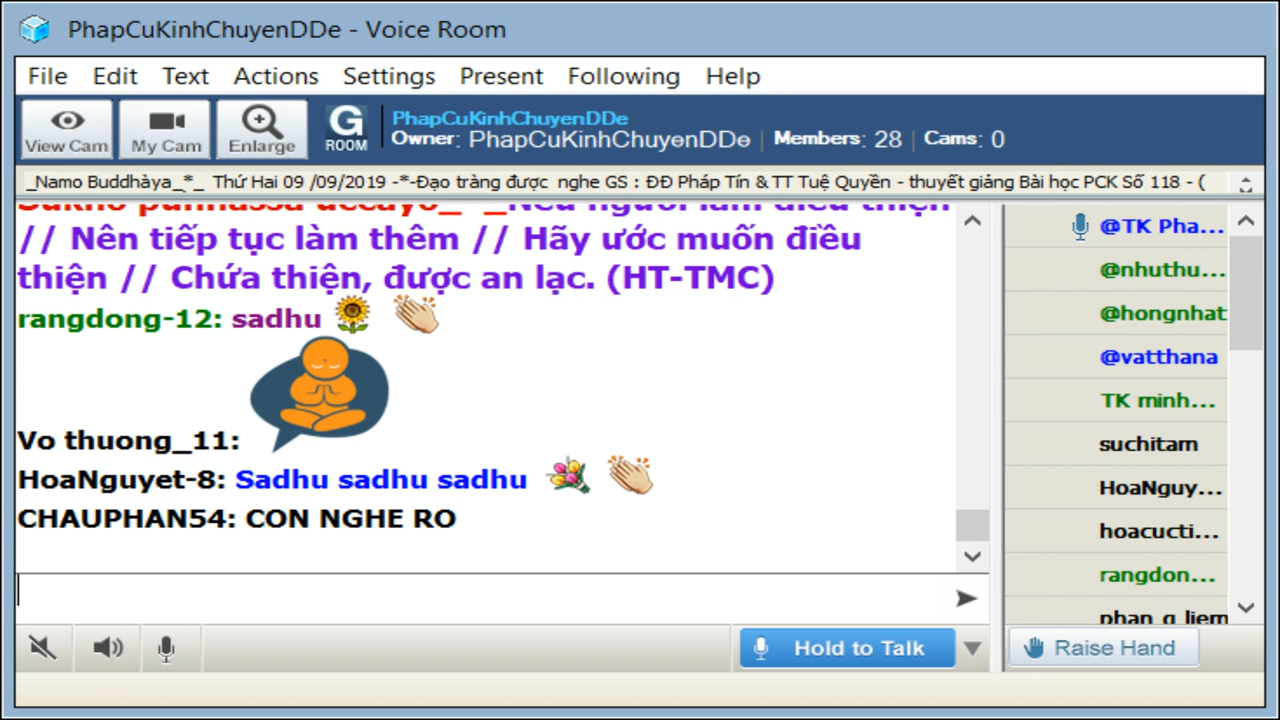 PhapCuKinhChuyenDDe - Voice Room
File Edit Text Actions Settings Present Following Help
View Cam My Cam Enlarge G ROOM
PhapCuKinhChuyenDDe
Owner: PhapCuKinhChuyenDDe | Members: 28 | Cams: 0
_Namo Buddhàya_*_ Thứ Hai 09 /09/2019 -*-Đạo tràng được nghe GS : ĐĐ Pháp Tín & TT Tuệ Quyền - thuyết giảng Bài học PCK Số 118 - (
// Nên tiếp tục làm thêm // Hãy ước muốn điều
thiện // Chứa thiện, được an lạc. (HT-TMC)
rangdong-12: sadhu
Vo thuong_11:
HoaNguyet-8: Sadhu sadhu sadhu
CHAUPHAN54: CON NGHE RO
@TK Pha...
@nhuthu...
@hongnhat
@vatthana
TK minh...
suchitam
HoaNguy...
hoacucti...
rangdon...
phan_q_liem
Hold to Talk
Raise Hand